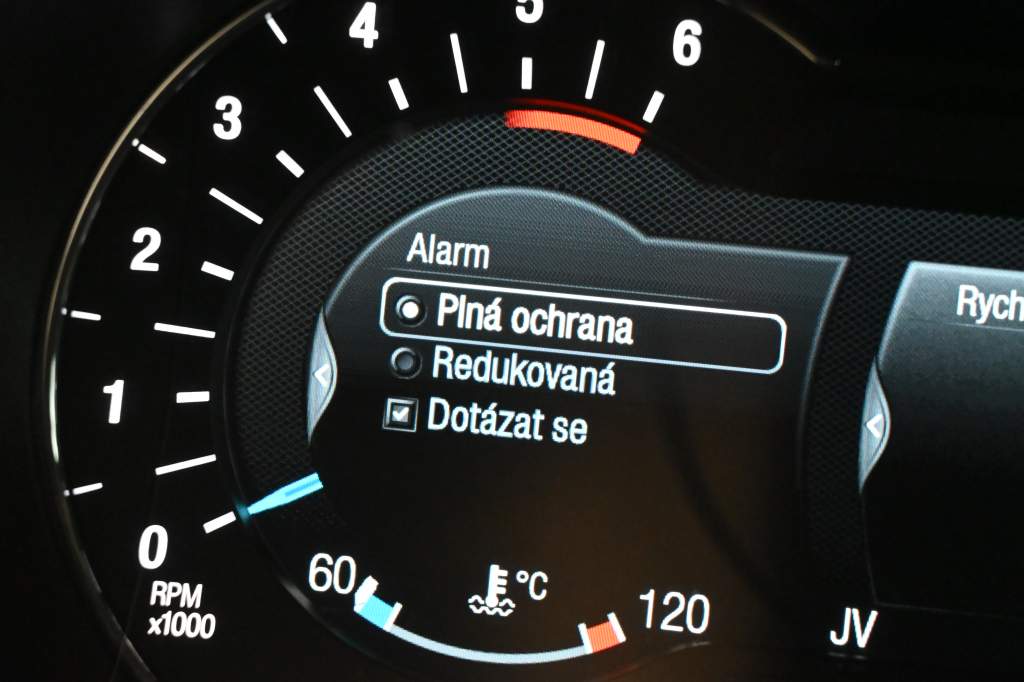 6
5
4
3
2
1
0
RPM
x1000
Alarm
Plná ochrana
Redukovaná
Dotázat se
60
°C
120
Rych
JV